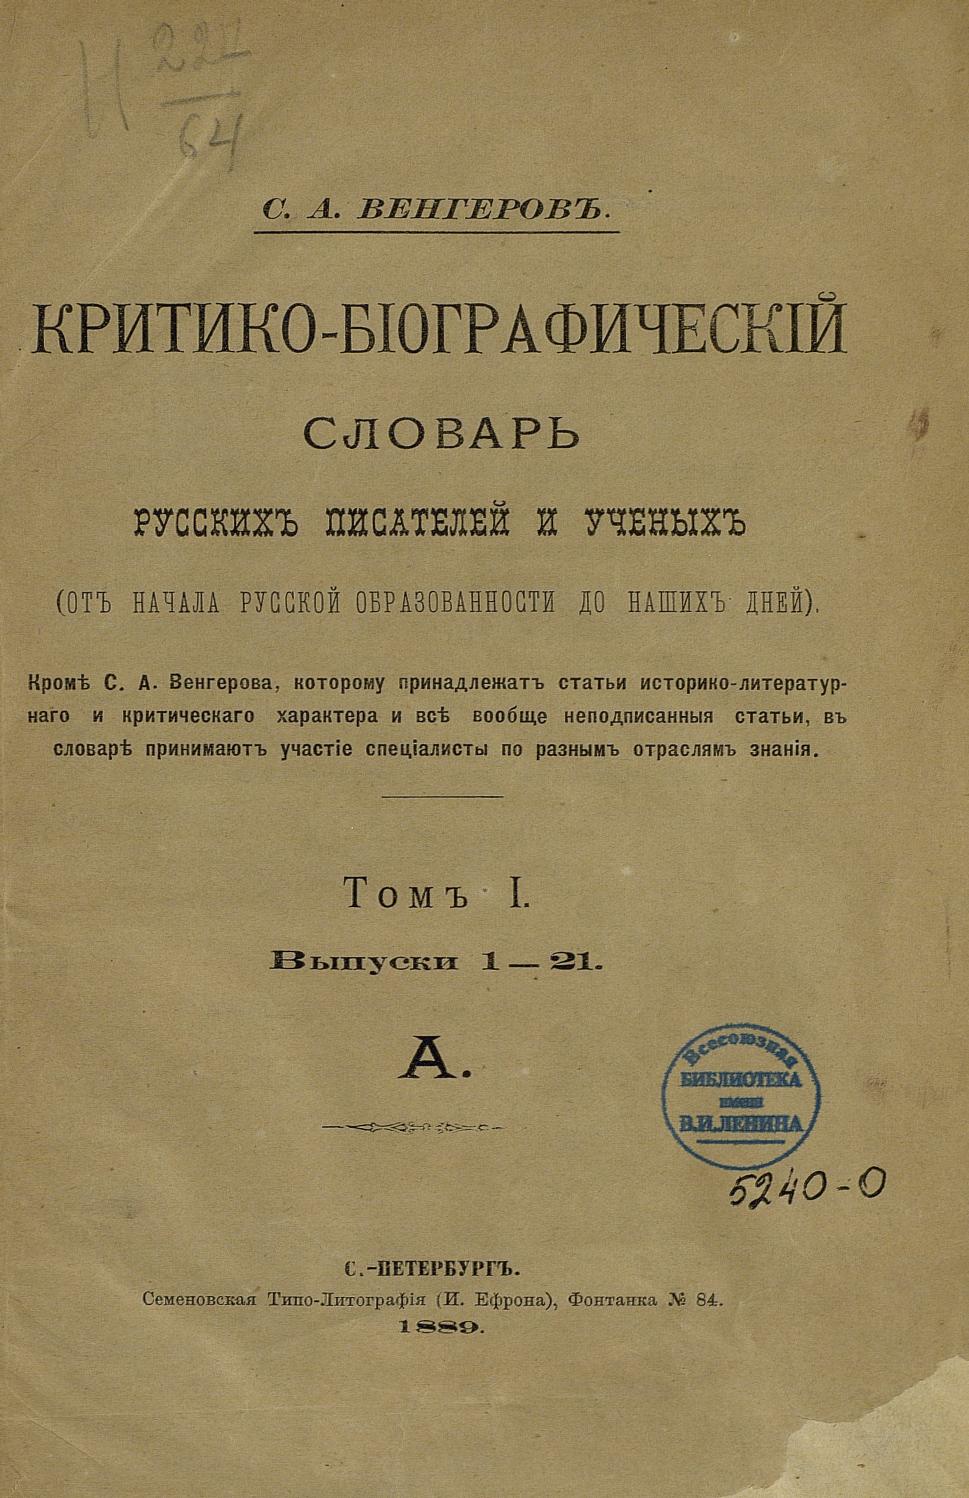 Н 22II
64
С. А. ВЕНГЕРОВЪ.
КРИТИКО-БІОГРАФИЧЕСКІЙ
СЛОВАРЬ
РУССКИХЪ ПИСАТЕЛЕЙ И УЧЕНЫХЪ
(ОТЪ НАЧАЛА РУССКОЙ ОБРАЗОВАННОСТИ ДО НАШИХЪ ДНЕЙ).
Кромѣ С. А. Венгерова, которому принадлежатъ статьи историко-литератур-
наго и критическаго характера и всѣ вообще неподписанныя статьи, въ
словарѣ принимаютъ участіе спеціалисты по разнымъ отраслямъ знанія.
Томъ I.
Выпуски 1—21.
А.
Всесоюзная
БИБЛИОТЕКА
имени
В.И.ЛЕНИНА
5240-0
С.-ПЕТЕРБУРГЪ.
Семеновская Типо-Литографія (И. Ефрона), Фонтанка № 84.
1889.